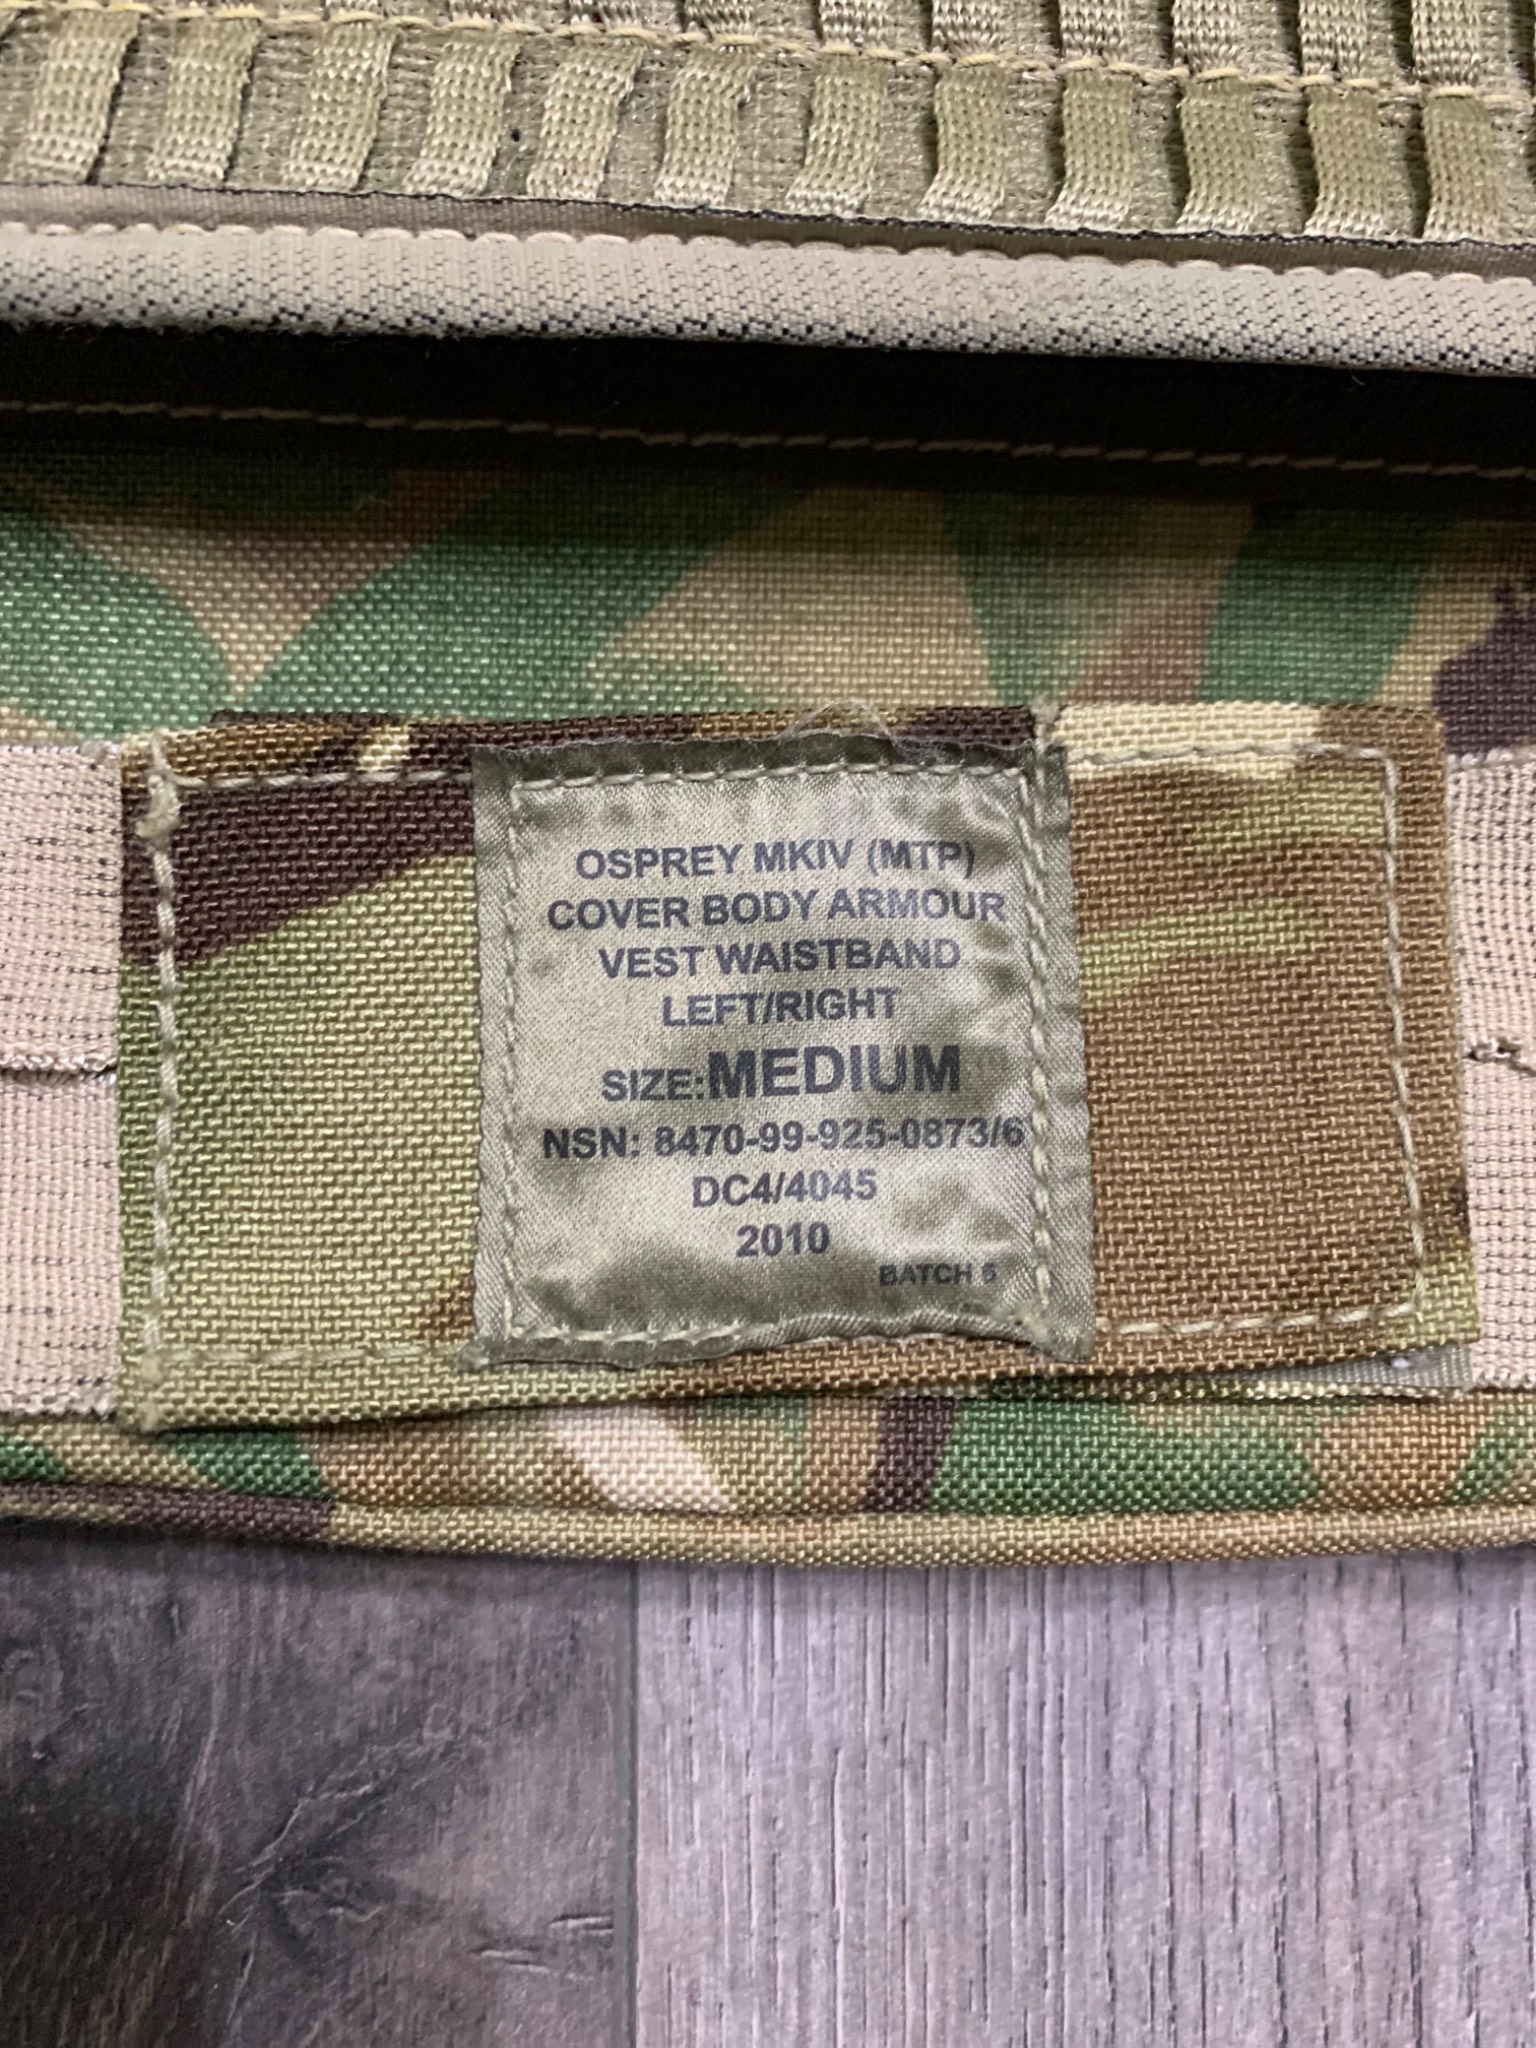 OSPREY MKIV (MTP)
COVER BODY ARMOUR
VEST WAISTBAND
LEFT/RIGHT
SIZE:MEDIUM
NSN: 8470-99-925-0873/6
DC4/4045
2010
BATCH 6